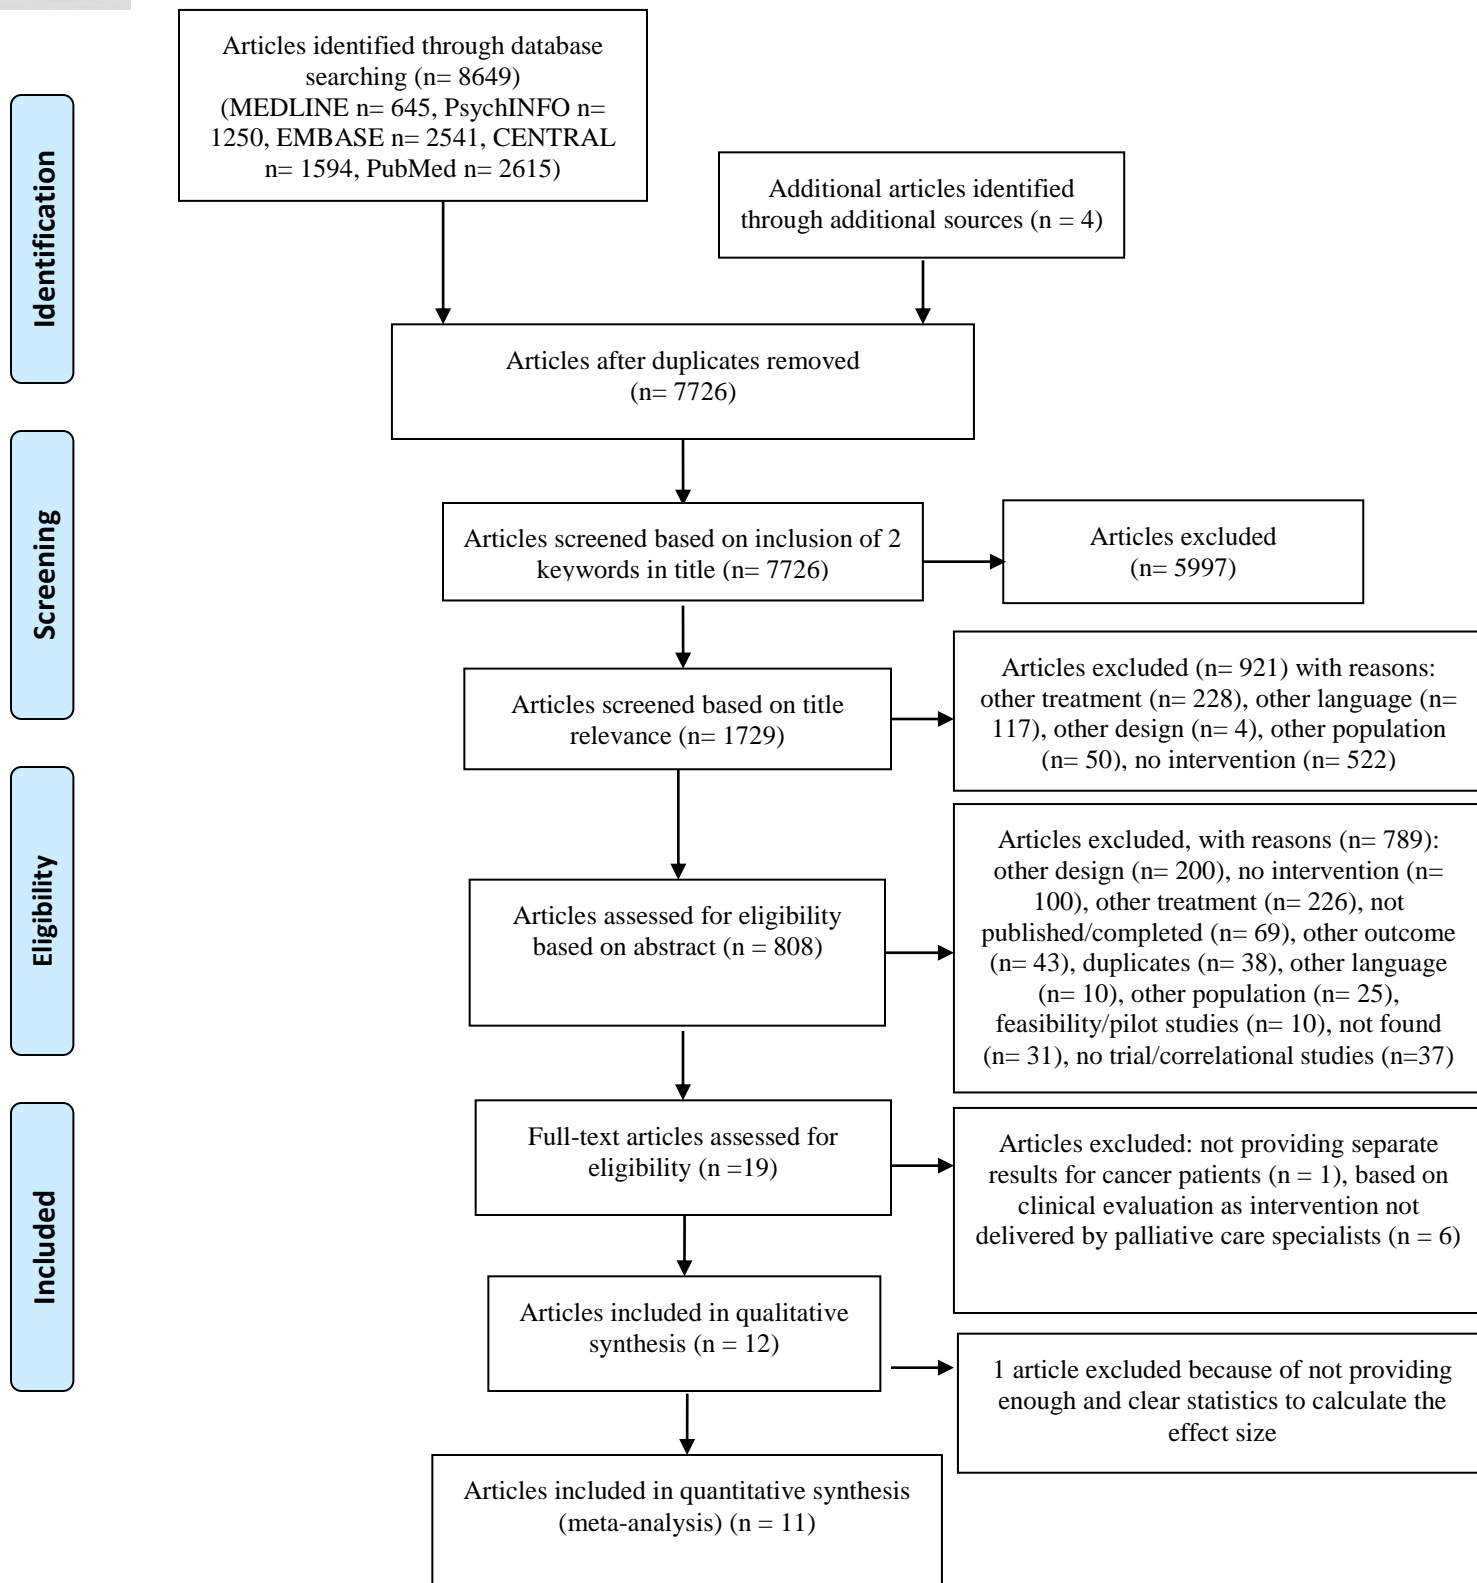 Articles identified through database
searching (n= 8649)
(MEDLINE n= 645, PsychINFO n=
1250, EMBASE n= 2541, CENTRAL
n= 1594, PubMed n= 2615)
Additional articles identified
through additional sources (n = 4)
Identification
Articles after duplicates removed
(n= 7726)
Screening
Articles screened based on inclusion of 2
keywords in title (n= 7726)
Articles excluded
(n= 5997)
Articles screened based on title
relevance (n= 1729)
Articles excluded (n= 921) with reasons:
other treatment (n= 228), other language (n=
117), other design (n= 4), other population
(n= 50), no intervention (n= 522)
Eligibility
Articles assessed for eligibility
based on abstract (n = 808)
Articles excluded, with reasons (n= 789):
other design (n= 200), no intervention (n=
100), other treatment (n= 226), not
published/completed (n= 69), other outcome
(n= 43), duplicates (n= 38), other language
(n= 10), other population (n= 25),
feasibility/pilot studies (n= 10), not found
(n= 31), no trial/correlational studies (n=37)
Full-text articles assessed for
eligibility (n =19)
Articles excluded: not providing separate
results for cancer patients (n = 1), based on
clinical evaluation as intervention not
delivered by palliative care specialists (n = 6)
Included
Articles included in qualitative
synthesis (n = 12)
1 article excluded because of not providing
enough and clear statistics to calculate the
effect size
Articles included in quantitative synthesis
(meta-analysis) (n = 11)